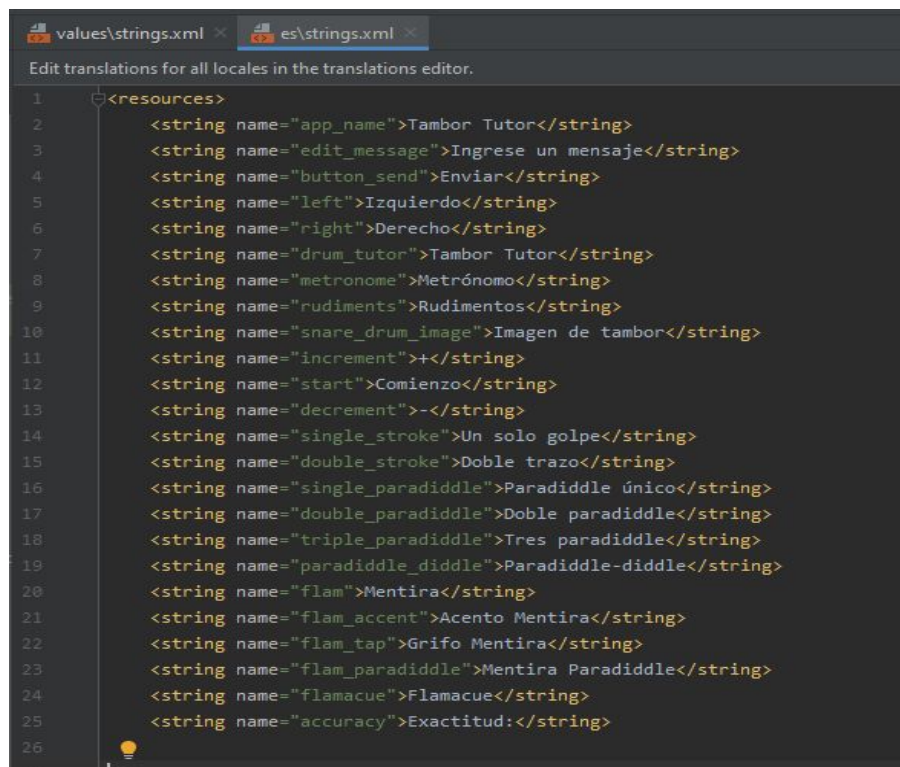 values\strings.xml × es\strings.xml ×
Edit translations for all locales in the translations editor.
1 <resources>
2 <string name="app_name">Tambor Tutor</string>
3 <string name="edit_message">Ingrese un mensaje</string>
4 <string name="button_send">Enviar</string>
5 <string name="left">Izquierdo</string>
6 <string name="right">Derecho</string>
7 <string name="drum_tutor">Tambor Tutor</string>
8 <string name="metronome">Metrónomo</string>
9 <string name="rudiments">Rudimentos</string>
10 <string name="snare_drum_image">Imagen de tambor</string>
11 <string name="increment">+</string>
12 <string name="start">Comienzo</string>
13 <string name="decrement">-</string>
14 <string name="single_stroke">Un solo golpe</string>
15 <string name="double_stroke">Doble trazo</string>
16 <string name="single_paradiddle">Paradiddle único</string>
17 <string name="double_paradiddle">Doble paradiddle</string>
18 <string name="triple_paradiddle">Tres paradiddle</string>
19 <string name="paradiddle_diddle">Paradiddle-diddle</string>
20 <string name="flam">Mentira</string>
21 <string name="flam_accent">Acento Mentira</string>
22 <string name="flam_tap">Grifo Mentira</string>
23 <string name="flam_paradiddle">Mentira Paradiddle</string>
24 <string name="flamacue">Flamacue</string>
25 <string name="accuracy">Exactitud:</string>
26